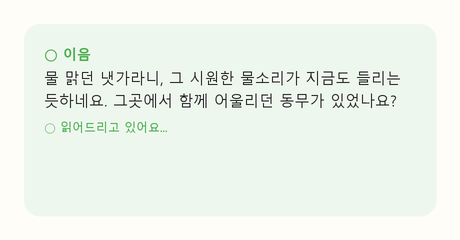 ○ 이음
물 맑던 냇가라니, 그 시원한 물소리가 지금도 들리는
듯하네요. 그곳에서 함께 어울리던 동무가 있었나요?
○ 읽어드리고 있어요...